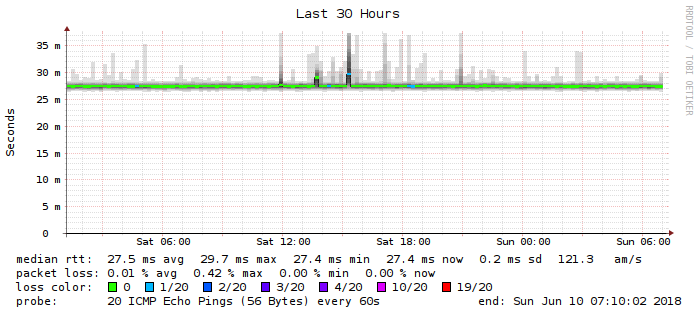 Last 30 Hours
RRDTOOL / TOBI OETIKER
Seconds
35 m
30 m
25 m
20 m
15 m
10 m
5 m
0
Sat 06:00 Sat 12:00 Sat 18:00 Sun 00:00 Sun 06:00
median rtt: 27.5 ms avg 29.7 ms max 27.4 ms min 27.4 ms now 0.2 ms sd 121.3 am/s
packet loss: 0.01 % avg 0.42 % max 0.00 % min 0.00 % now
loss color: 0 1/20 2/20 3/20 4/20 10/20 19/20
probe: 20 ICMP Echo Pings (56 Bytes) every 60s end: Sun Jun 10 07:10:02 2018